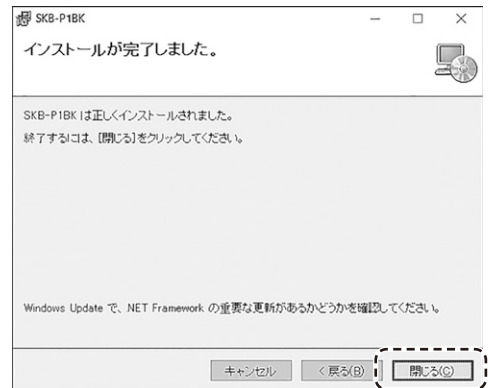 SKB-P1BK
インストールが完了しました。
SKB-P1BK は正しくインストールされました。
終了するには、[閉じる]をクリックしてください。
Windows Update で、.NET Framework の重要な更新があるかどうかを確認してください。
キャンセル
< 戻る(B)
閉じる(C)